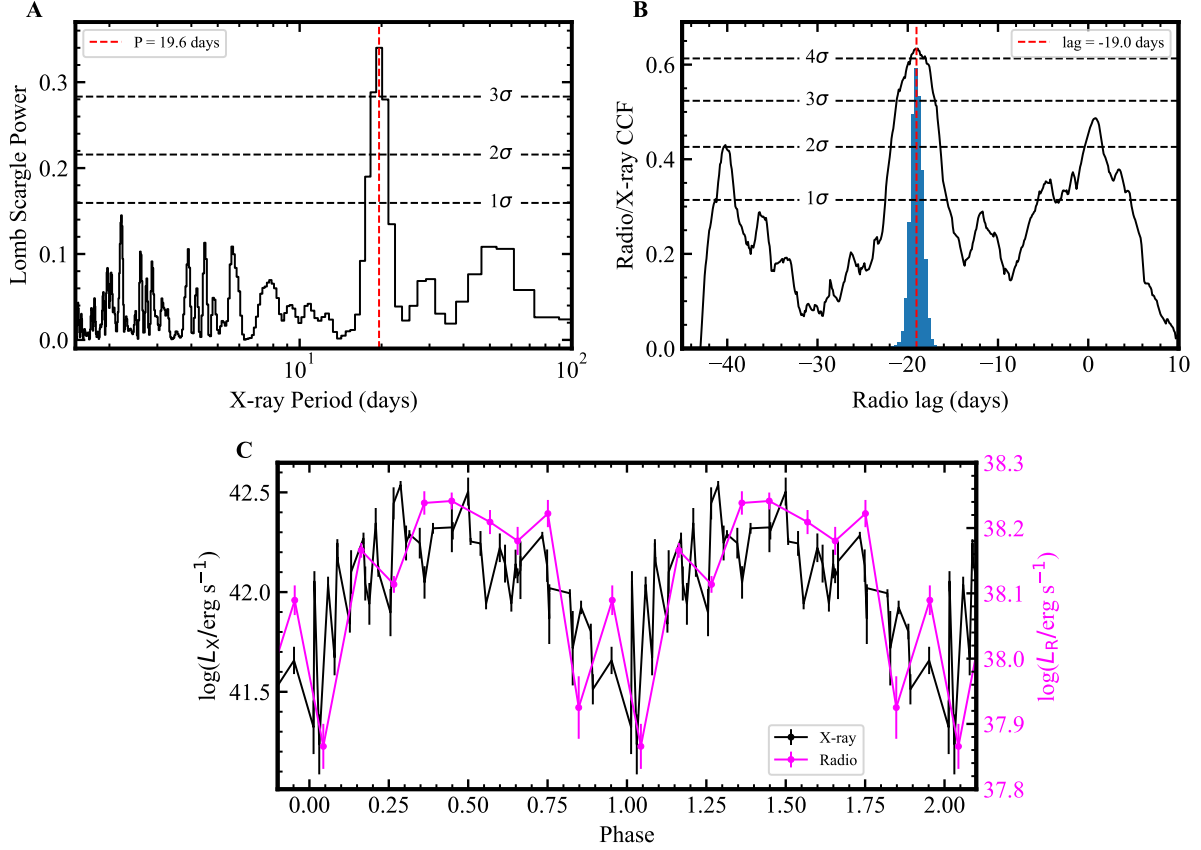 A
P = 19.6 days
Lomb Scargle Power
0.3
0.2
0.1
0.0
3σ
2σ
1σ
10¹
10²
X-ray Period (days)
B
lag = -19.0 days
Radio/X-ray CCF
0.6
0.4
0.2
0.0
4σ
3σ
2σ
1σ
−40
−30
−20
−10
0
10
Radio lag (days)
C
log(L_X/erg s⁻¹)
42.5
42.0
41.5
38.3
38.2
38.1
38.0
37.9
37.8
log(L_R/erg s⁻¹)
X-ray
Radio
0.00
0.25
0.50
0.75
1.00
1.25
1.50
1.75
2.00
Phase